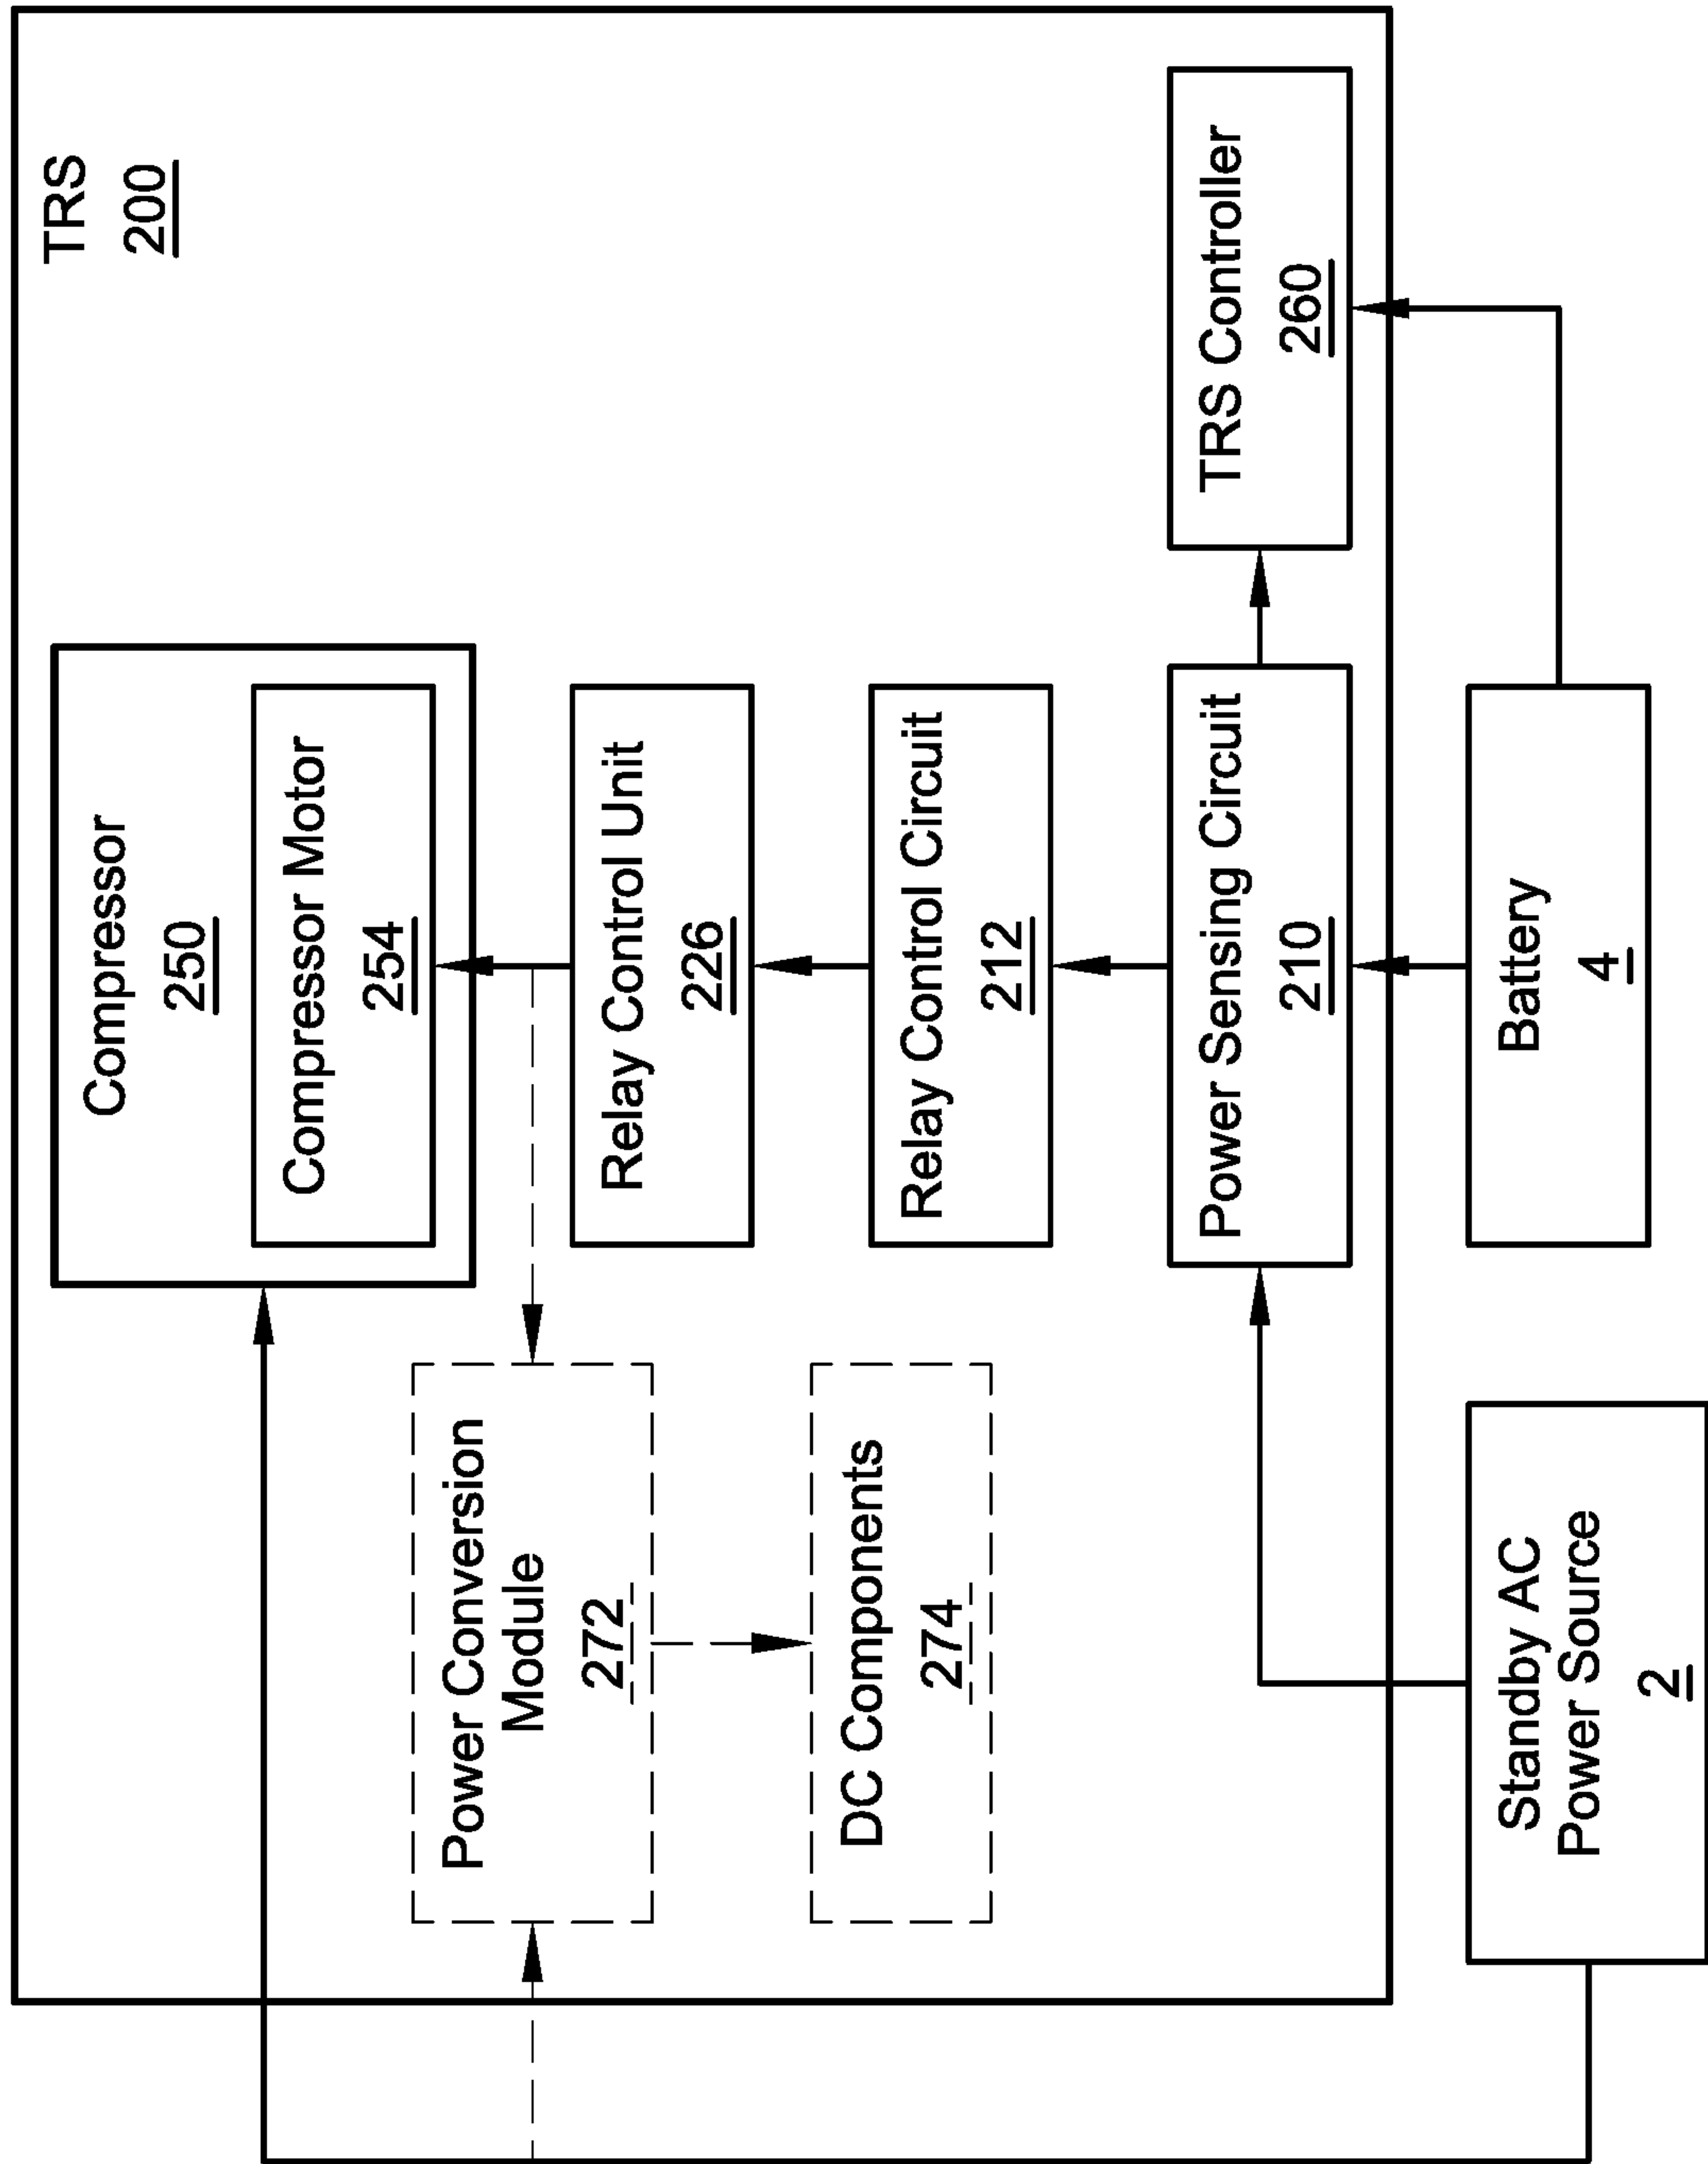 TRS
200
Compressor
250
Compressor Motor
254
Power Conversion
Module
272
Relay Control Unit
226
DC Components
274
Relay Control Circuit
212
Power Sensing Circuit
210
TRS Controller
260
Standby AC
Power Source
2
Battery
4